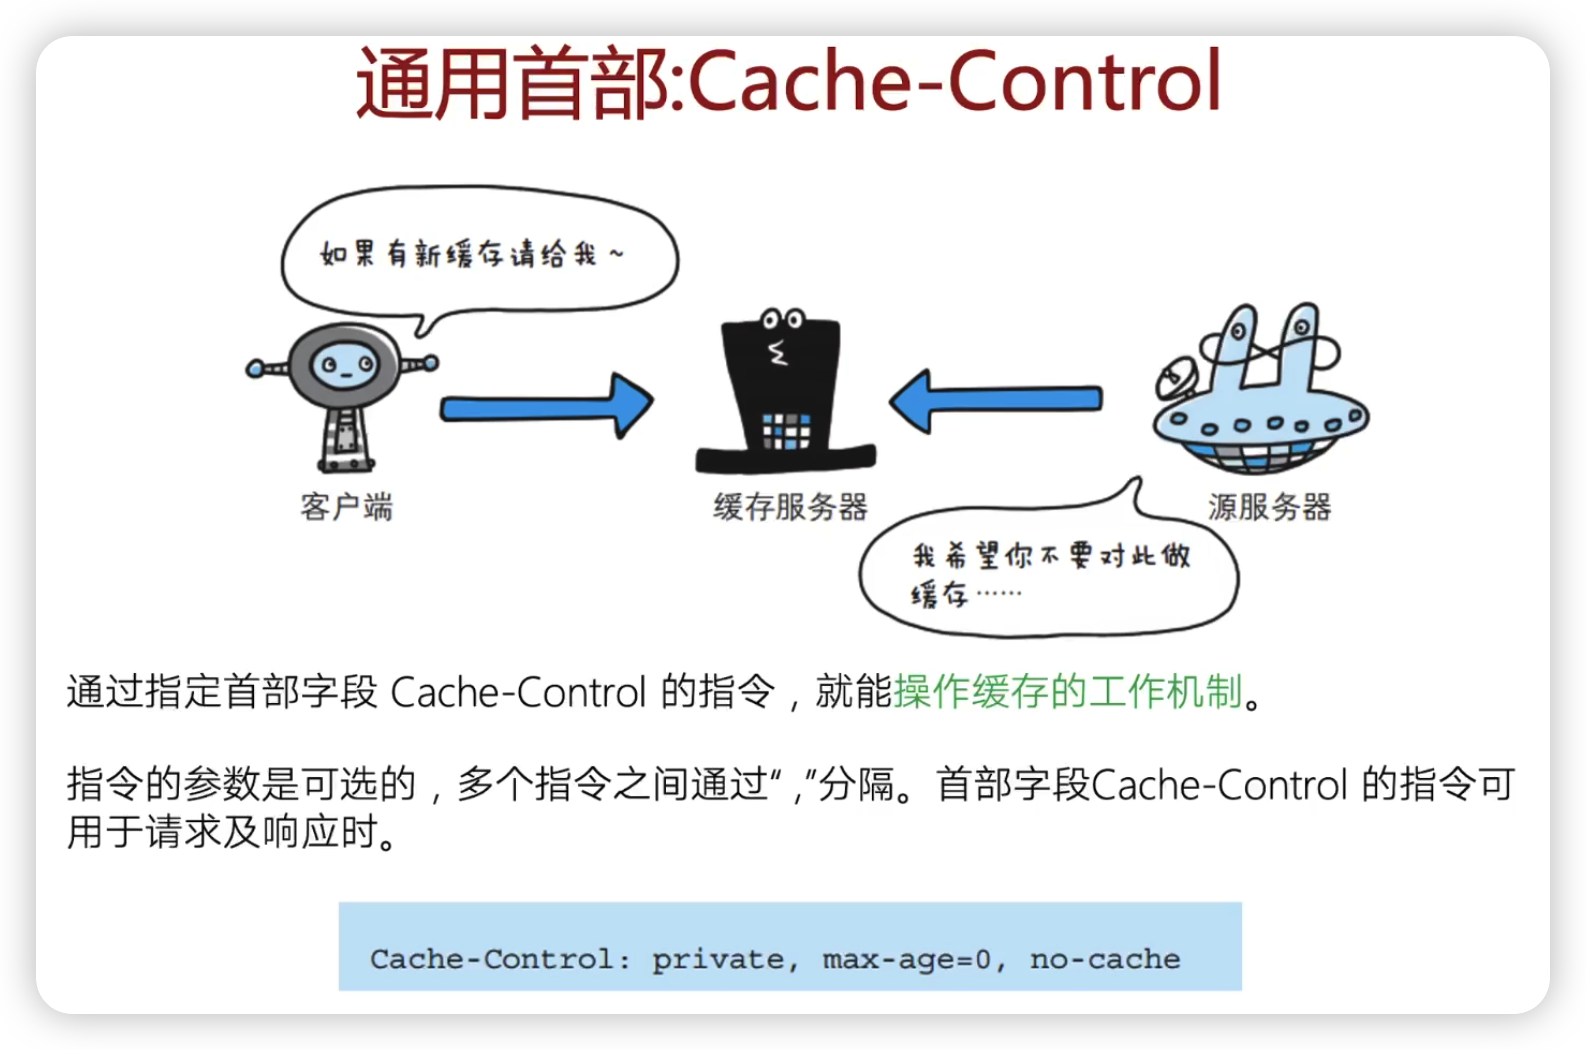 通用首部:Cache-Control
如果有新缓存请给我~
客户端
缓存服务器
源服务器
我希望你不要对此做
缓存……
通过指定首部字段 Cache-Control 的指令，就能操作缓存的工作机制。
指令的参数是可选的，多个指令之间通过“,”分隔。首部字段Cache-Control 的指令可
用于请求及响应时。
Cache-Control: private, max-age=0, no-cache